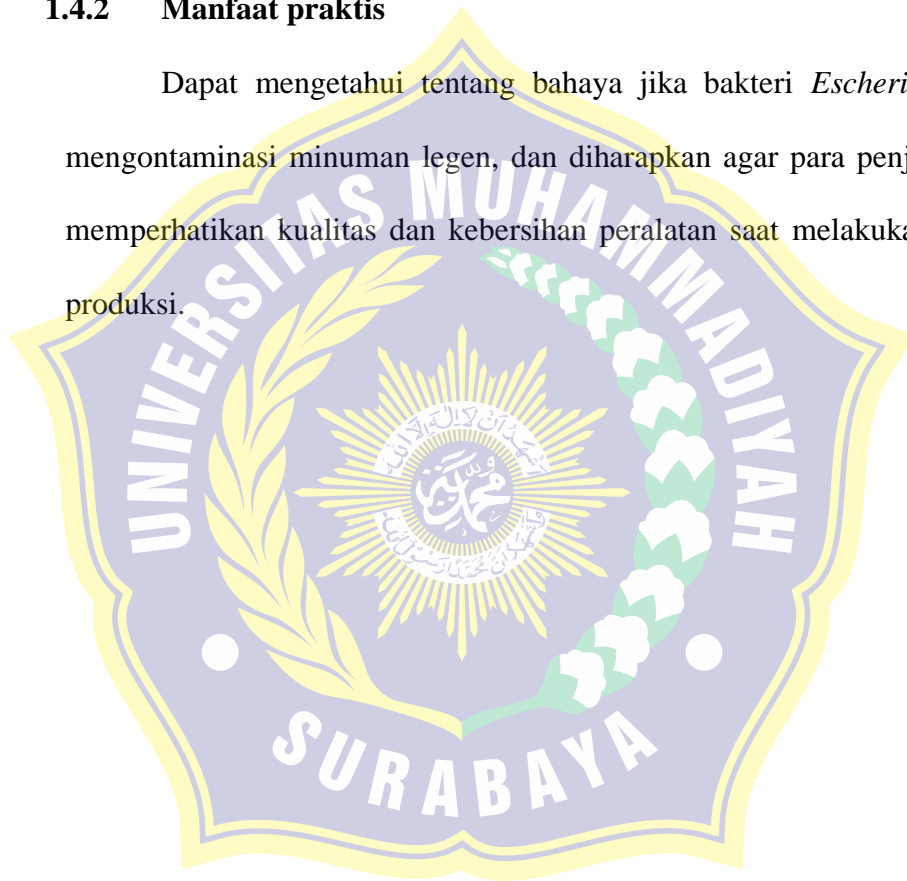 1.4.2 Manfaat praktis
Dapat mengetahui tentang bahaya jika bakteri Escheri
mengontaminasi minuman legen, dan diharapkan agar para penj
memperhatikan kualitas dan kebersihan peralatan saat melakuka
produksi.
UNIVERSITAS MUHAMMADIYAH
SURABAYA